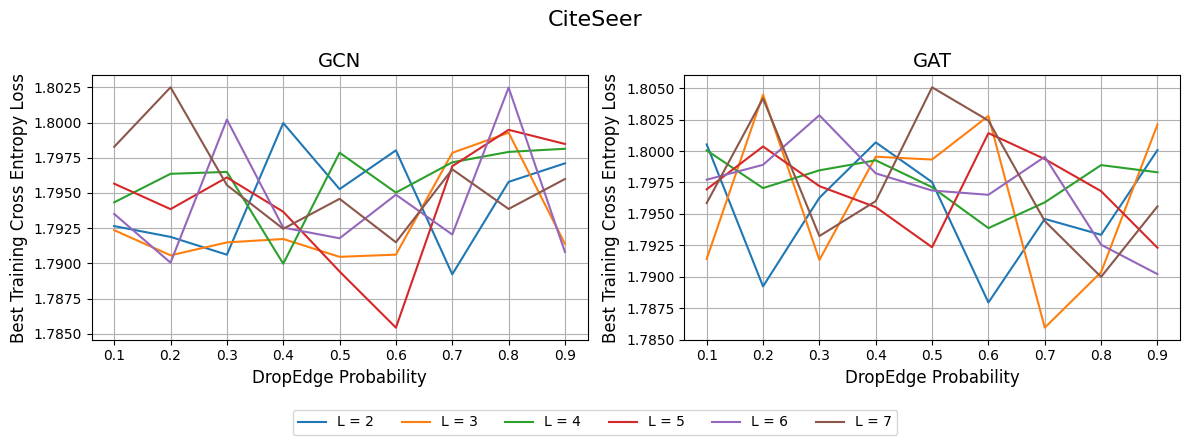 CiteSeer
GCN
Best Training Cross Entropy Loss
1.8025
1.8000
1.7975
1.7950
1.7925
1.7900
1.7875
1.7850
0.1 0.2 0.3 0.4 0.5 0.6 0.7 0.8 0.9
DropEdge Probability
GAT
Best Training Cross Entropy Loss
1.8050
1.8025
1.8000
1.7975
1.7950
1.7925
1.7900
1.7875
1.7850
0.1 0.2 0.3 0.4 0.5 0.6 0.7 0.8 0.9
DropEdge Probability
L = 2 L = 3 L = 4 L = 5 L = 6 L = 7